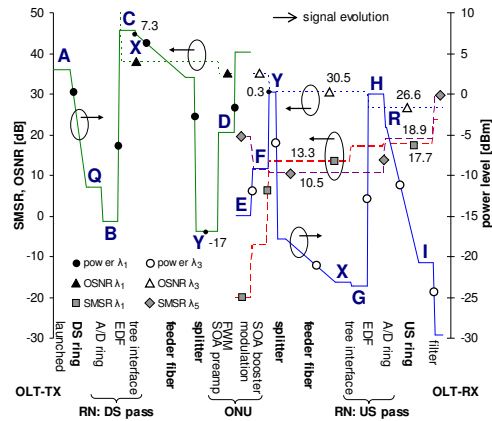 signal evolution
SMSR, OSNR [dB]
50
40
30
20
10
0
-10
-20
-30
power level [dBm]
10
5
0
-5
-10
-15
-20
-25
-30
A
C
7.3
X
Q
B
Y
-17
D
E
F
0.3
Y
30.5
13.3
10.5
X
G
H
R
26.6
18.9
17.7
I
power λ1
power λ3
OSNR λ1
OSNR λ3
SMSR λ1
SMSR λ5
launched
DS ring
A/D ring
EDF
tree interface
feeder fiber
splitter
SOA preamp
FWM
modulation
SOA booster
splitter
feeder fiber
tree interface
EDF
A/D ring
US ring
filter
OLT-TX
RN: DS pass
ONU
RN: US pass
OLT-RX